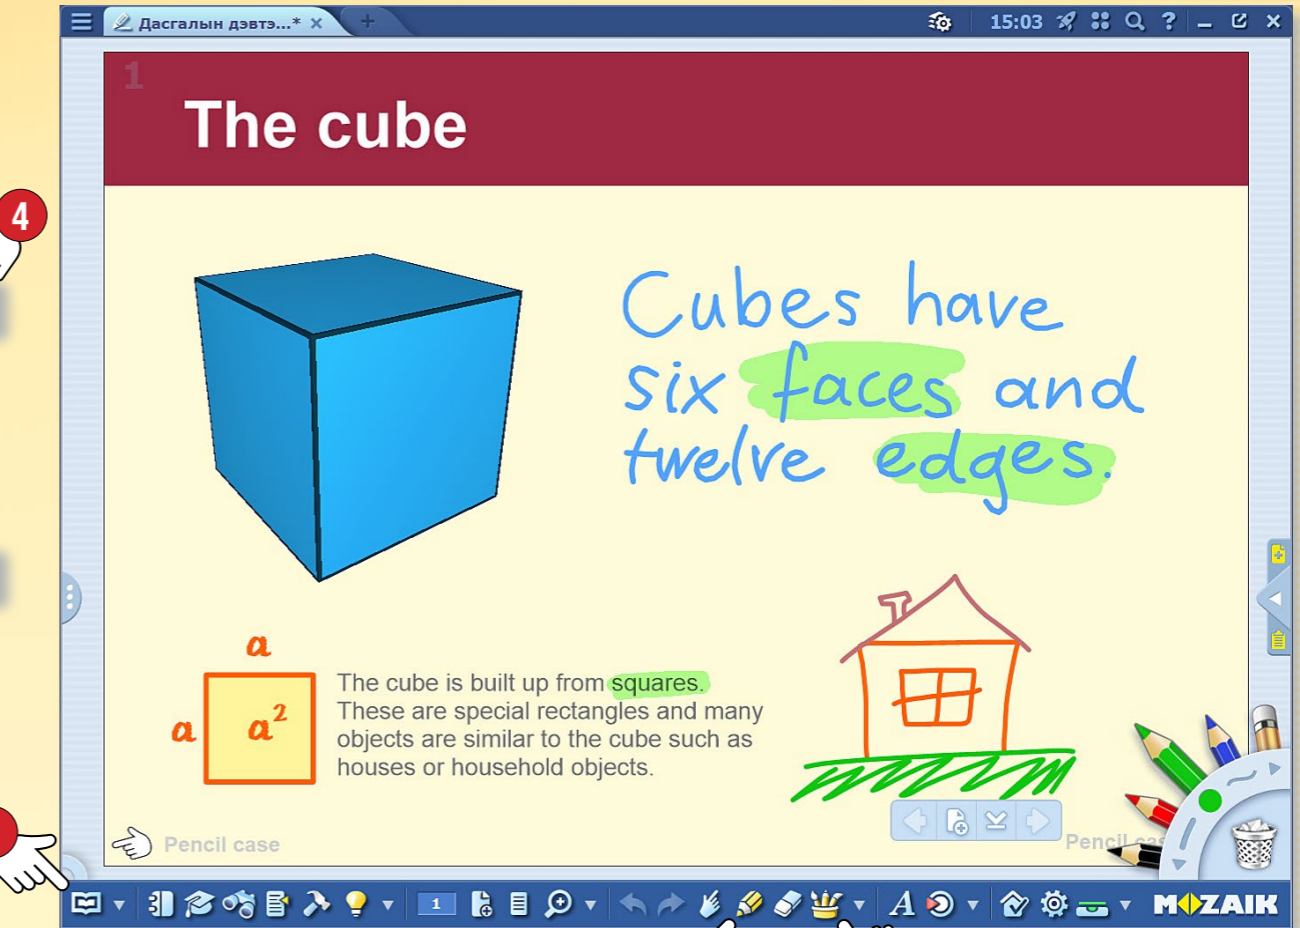 Дасгалын дэвтэ...*
15:03
1
The cube
4
Cubes have
six faces and
twelve edges.
a
a
a²
The cube is built up from squares.
These are special rectangles and many
objects are similar to the cube such as
houses or household objects.
Pencil case
Pencil
1
A
MOZAIK